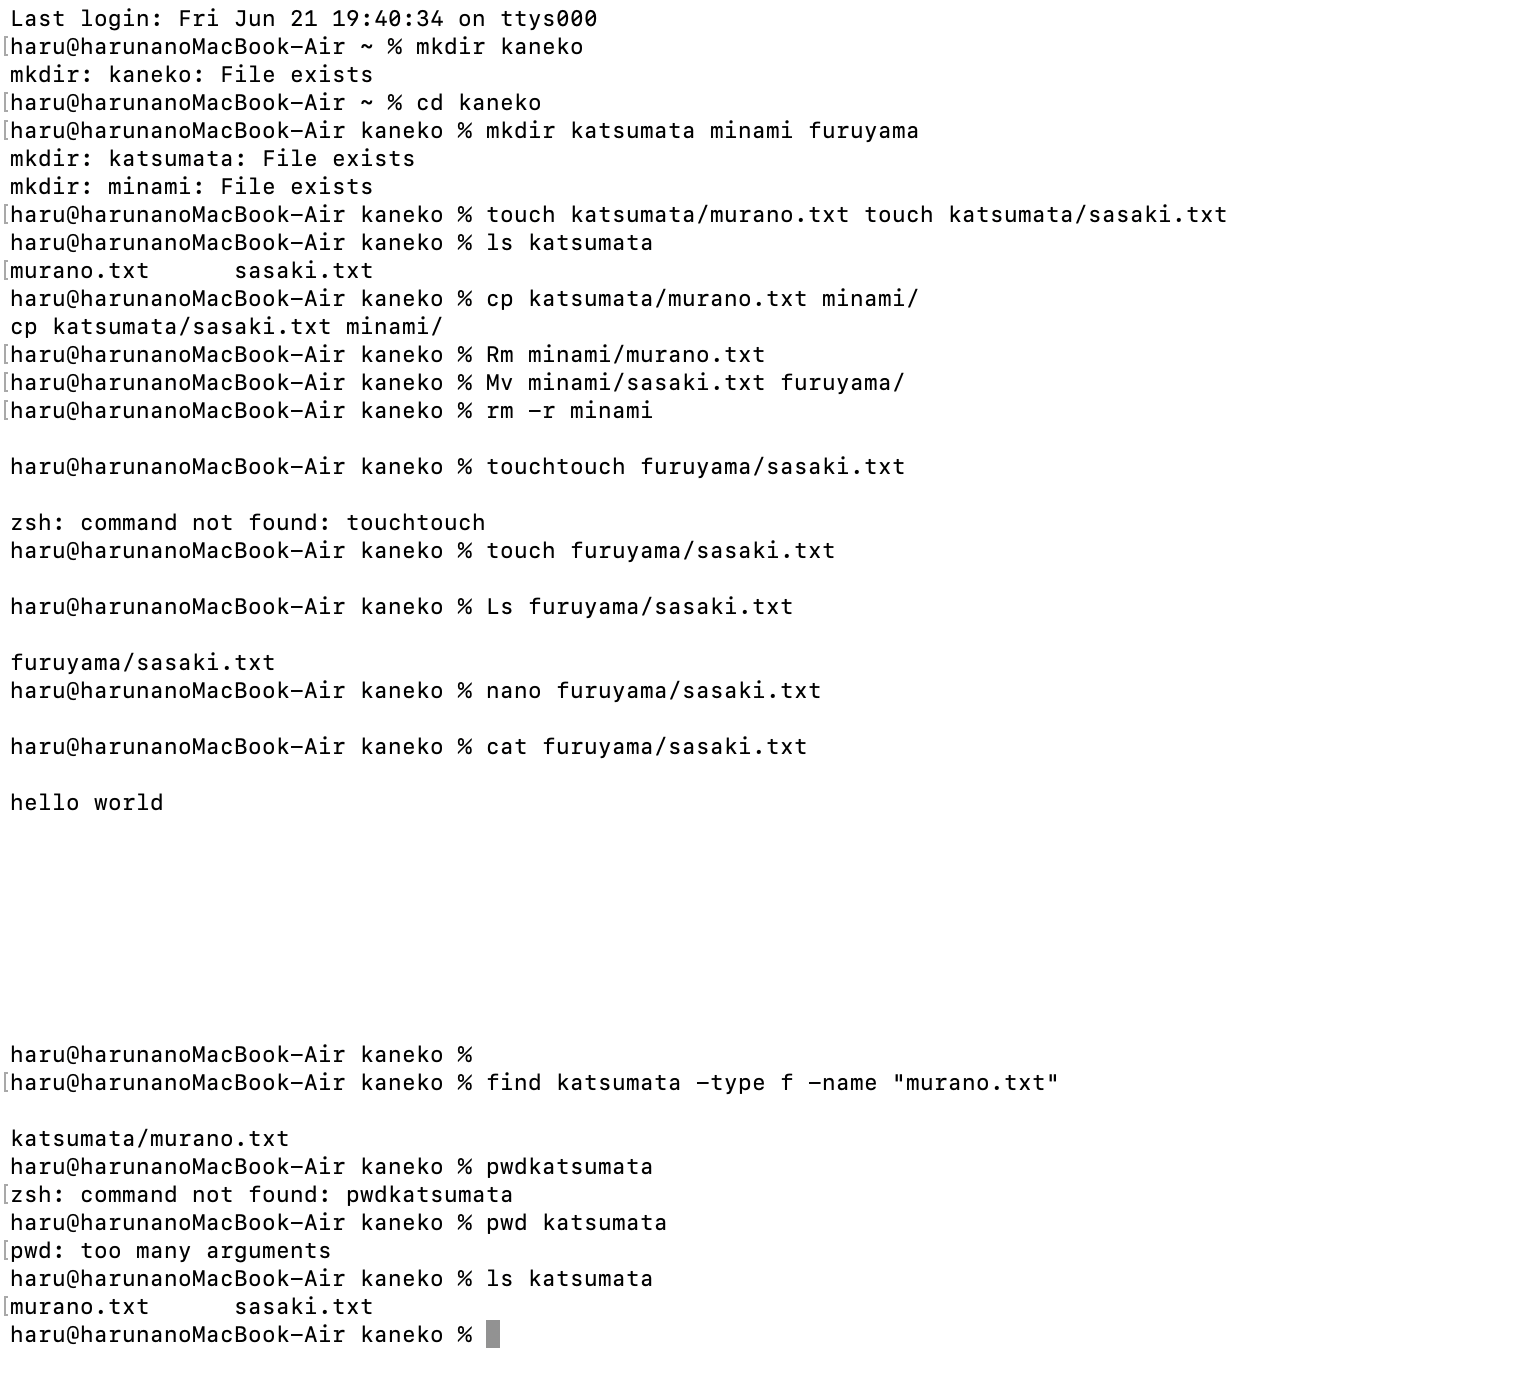 Last login: Fri Jun 21 19:40:34 on ttys000
[haru@harunanoMacBook-Air ~ % mkdir kaneko
mkdir: kaneko: File exists
[haru@harunanoMacBook-Air ~ % cd kaneko
[haru@harunanoMacBook-Air kaneko % mkdir katsumata minami furuyama
mkdir: katsumata: File exists
mkdir: minami: File exists
[haru@harunanoMacBook-Air kaneko % touch katsumata/murano.txt touch katsumata/sasaki.txt
haru@harunanoMacBook-Air kaneko % ls katsumata
[murano.txt      sasaki.txt
haru@harunanoMacBook-Air kaneko % cp katsumata/murano.txt minami/
cp katsumata/sasaki.txt minami/
[haru@harunanoMacBook-Air kaneko % Rm minami/murano.txt
[haru@harunanoMacBook-Air kaneko % Mv minami/sasaki.txt furuyama/
[haru@harunanoMacBook-Air kaneko % rm -r minami
haru@harunanoMacBook-Air kaneko % touchtouch furuyama/sasaki.txt
zsh: command not found: touchtouch
haru@harunanoMacBook-Air kaneko % touch furuyama/sasaki.txt
haru@harunanoMacBook-Air kaneko % Ls furuyama/sasaki.txt
furuyama/sasaki.txt
haru@harunanoMacBook-Air kaneko % nano furuyama/sasaki.txt
haru@harunanoMacBook-Air kaneko % cat furuyama/sasaki.txt
hello world
haru@harunanoMacBook-Air kaneko %
[haru@harunanoMacBook-Air kaneko % find katsumata -type f -name "murano.txt"
katsumata/murano.txt
haru@harunanoMacBook-Air kaneko % pwdkatsumata
[zsh: command not found: pwdkatsumata
haru@harunanoMacBook-Air kaneko % pwd katsumata
[pwd: too many arguments
haru@harunanoMacBook-Air kaneko % ls katsumata
[murano.txt      sasaki.txt
haru@harunanoMacBook-Air kaneko %